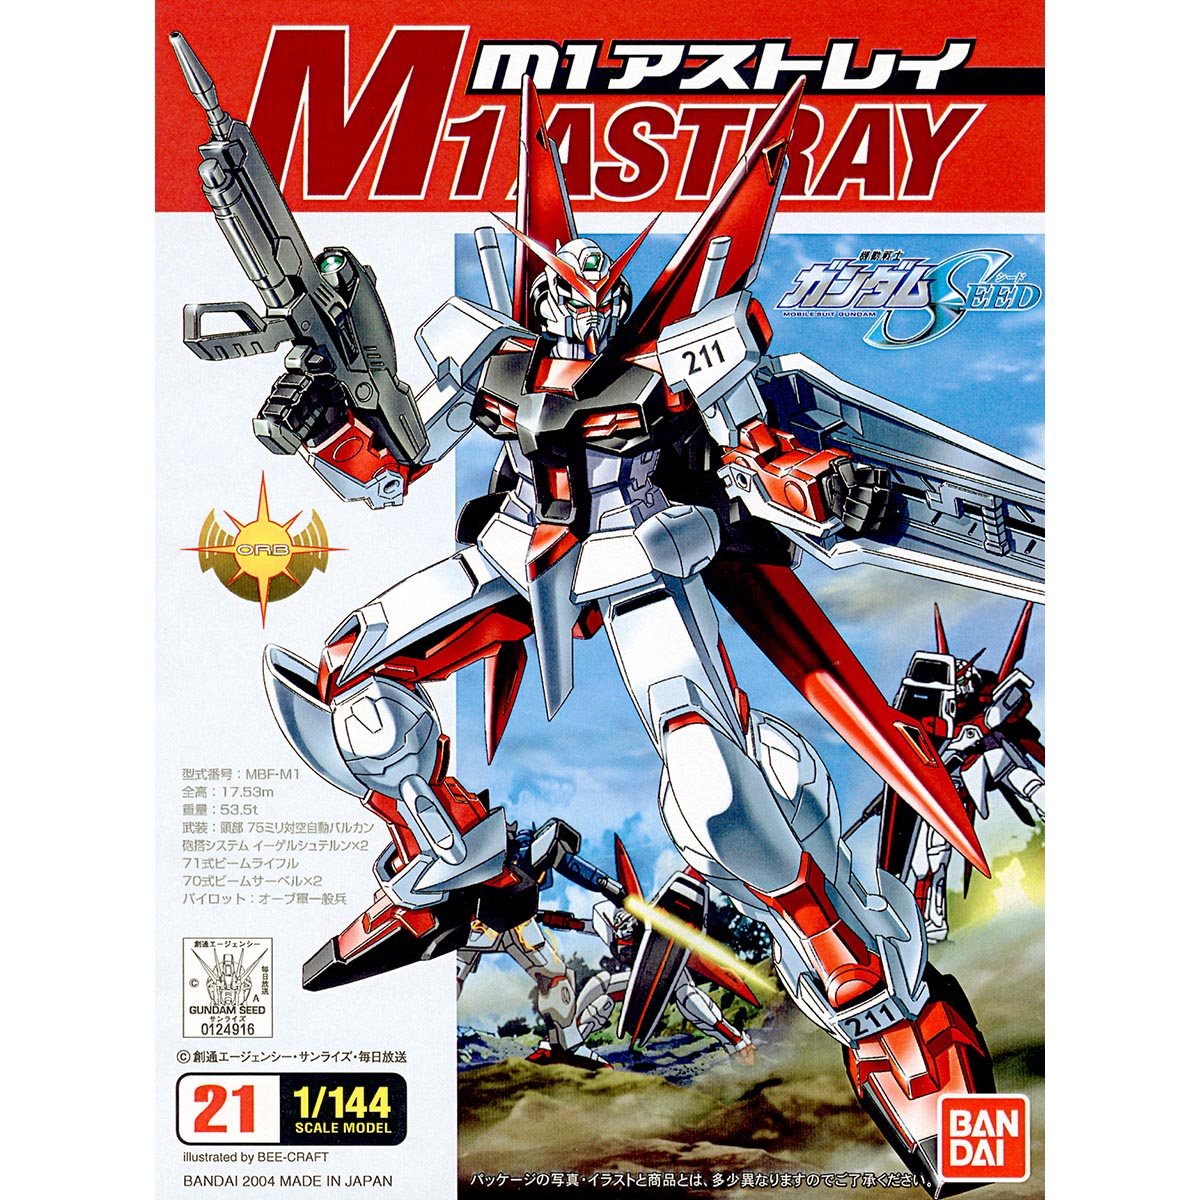 M1アストレイ
M1 ASTRAY
機動戦士
ガンダムSEED
シード
MOBILE SUIT GUNDAM
211
ORB
型式番号：MBF-M1
全高：17.53m
重量：53.5t
武装：頭部 75ミリ対空自動バルカン
砲搭システム イーゲルシュテルン×2
71式ビームライフル
70式ビームサーベル×2
パイロット：オーブ軍一般兵
211
創通エージェンシー
毎日放送
©
A
GUNDAM SEED
サンライズ
0124916
©創通エージェンシー・サンライズ・毎日放送
21
1/144
SCALE MODEL
illustrated by BEE-CRAFT
BANDAI 2004 MADE IN JAPAN
パッケージの写真・イラストと商品とは、多少異なりますのでご了承ください。
BAN
DAI